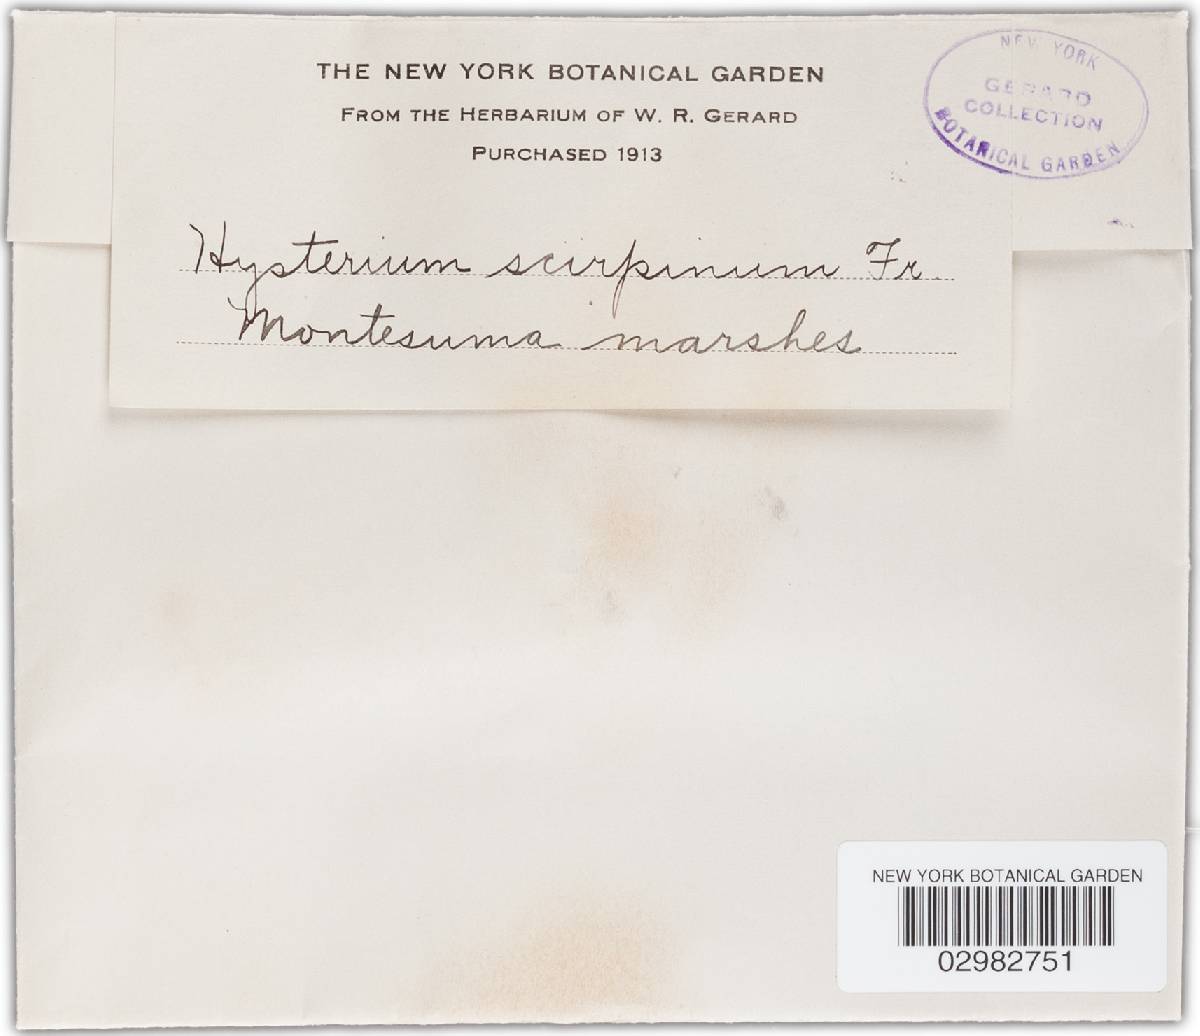 THE NEW YORK BOTANICAL GARDEN
FROM THE HERBARIUM OF W. R. GERARD
PURCHASED 1913
NEW YORK
GERARD
COLLECTION
BOTANICAL GARDEN
Hysterium scirpinum Fr.
Montesuma marshes
NEW YORK BOTANICAL GARDEN
02982751